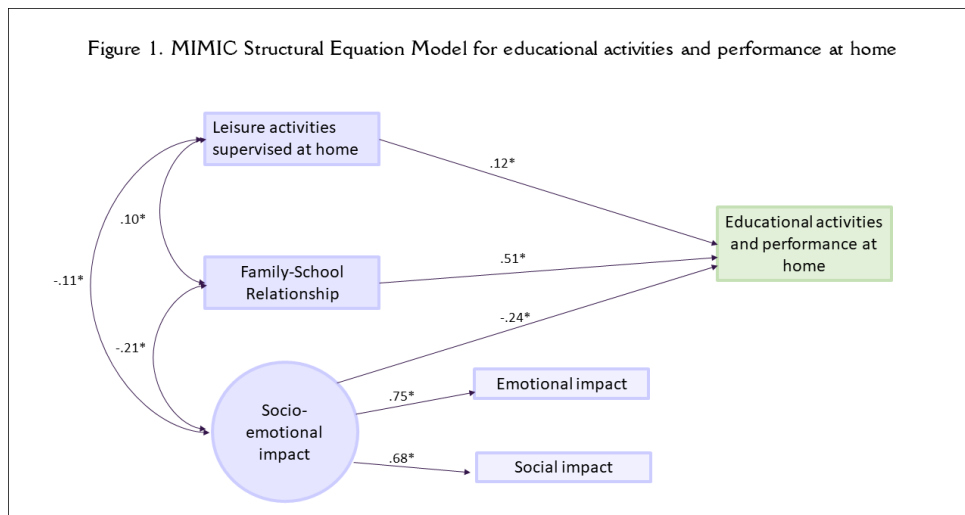 Figure 1. MIMIC Structural Equation Model for educational activities and performance at home
Leisure activities
supervised at home
.12*
.10*
Educational activities
and performance at
home
-.11*
Family-School
Relationship
.51*
-.24*
-.21*
Socio-
emotional
impact
.75*
Emotional impact
.68*
Social impact